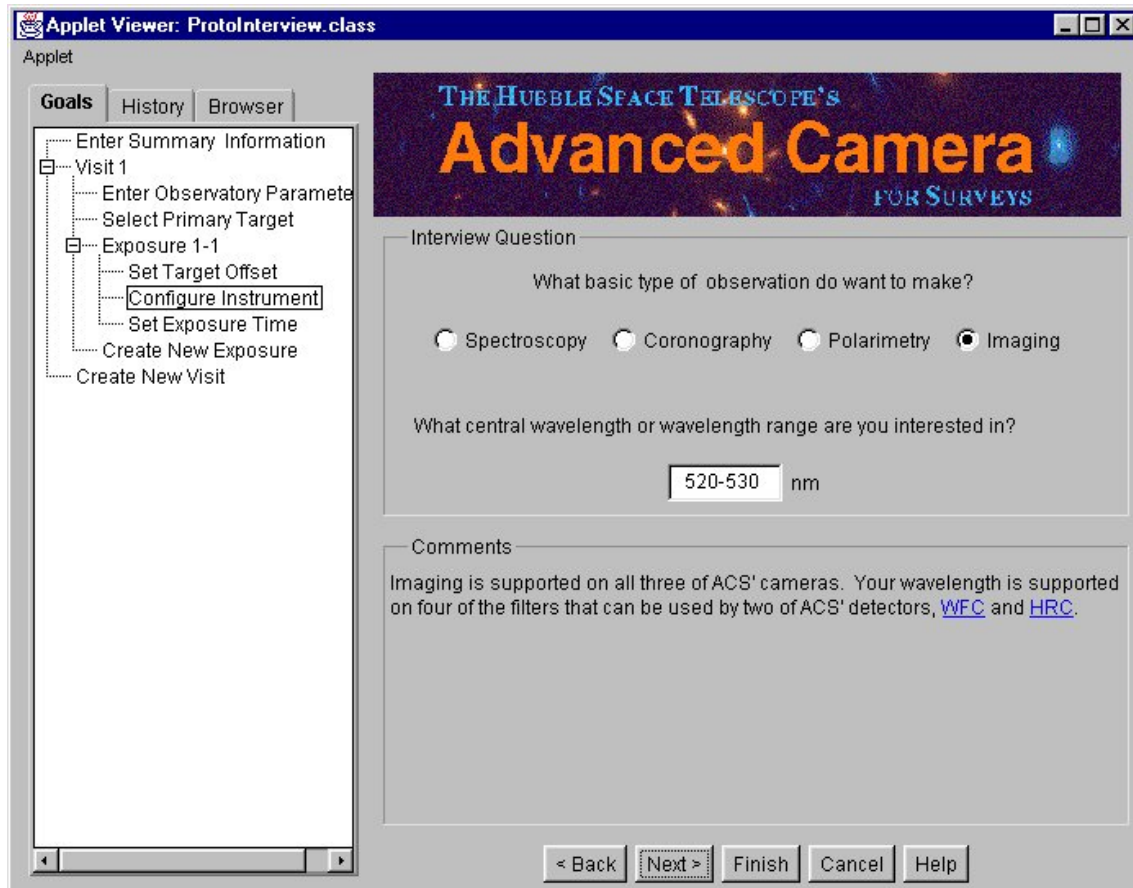 Applet Viewer: ProtoInterview.class
Applet
Goals
History
Browser
Enter Summary Information
Visit 1
Enter Observatory Paramete
Select Primary Target
Exposure 1-1
Set Target Offset
Configure Instrument
Set Exposure Time
Create New Exposure
Create New Visit
THE HUBBLE SPACE TELESCOPE'S
Advanced Camera
FOR SURVEYS
Interview Question
What basic type of observation do want to make?
Spectroscopy
Coronography
Polarimetry
Imaging
What central wavelength or wavelength range are you interested in?
520-530 nm
Comments
Imaging is supported on all three of ACS' cameras. Your wavelength is supported
on four of the filters that can be used by two of ACS' detectors, WFC and HRC.
< Back
Next >
Finish
Cancel
Help